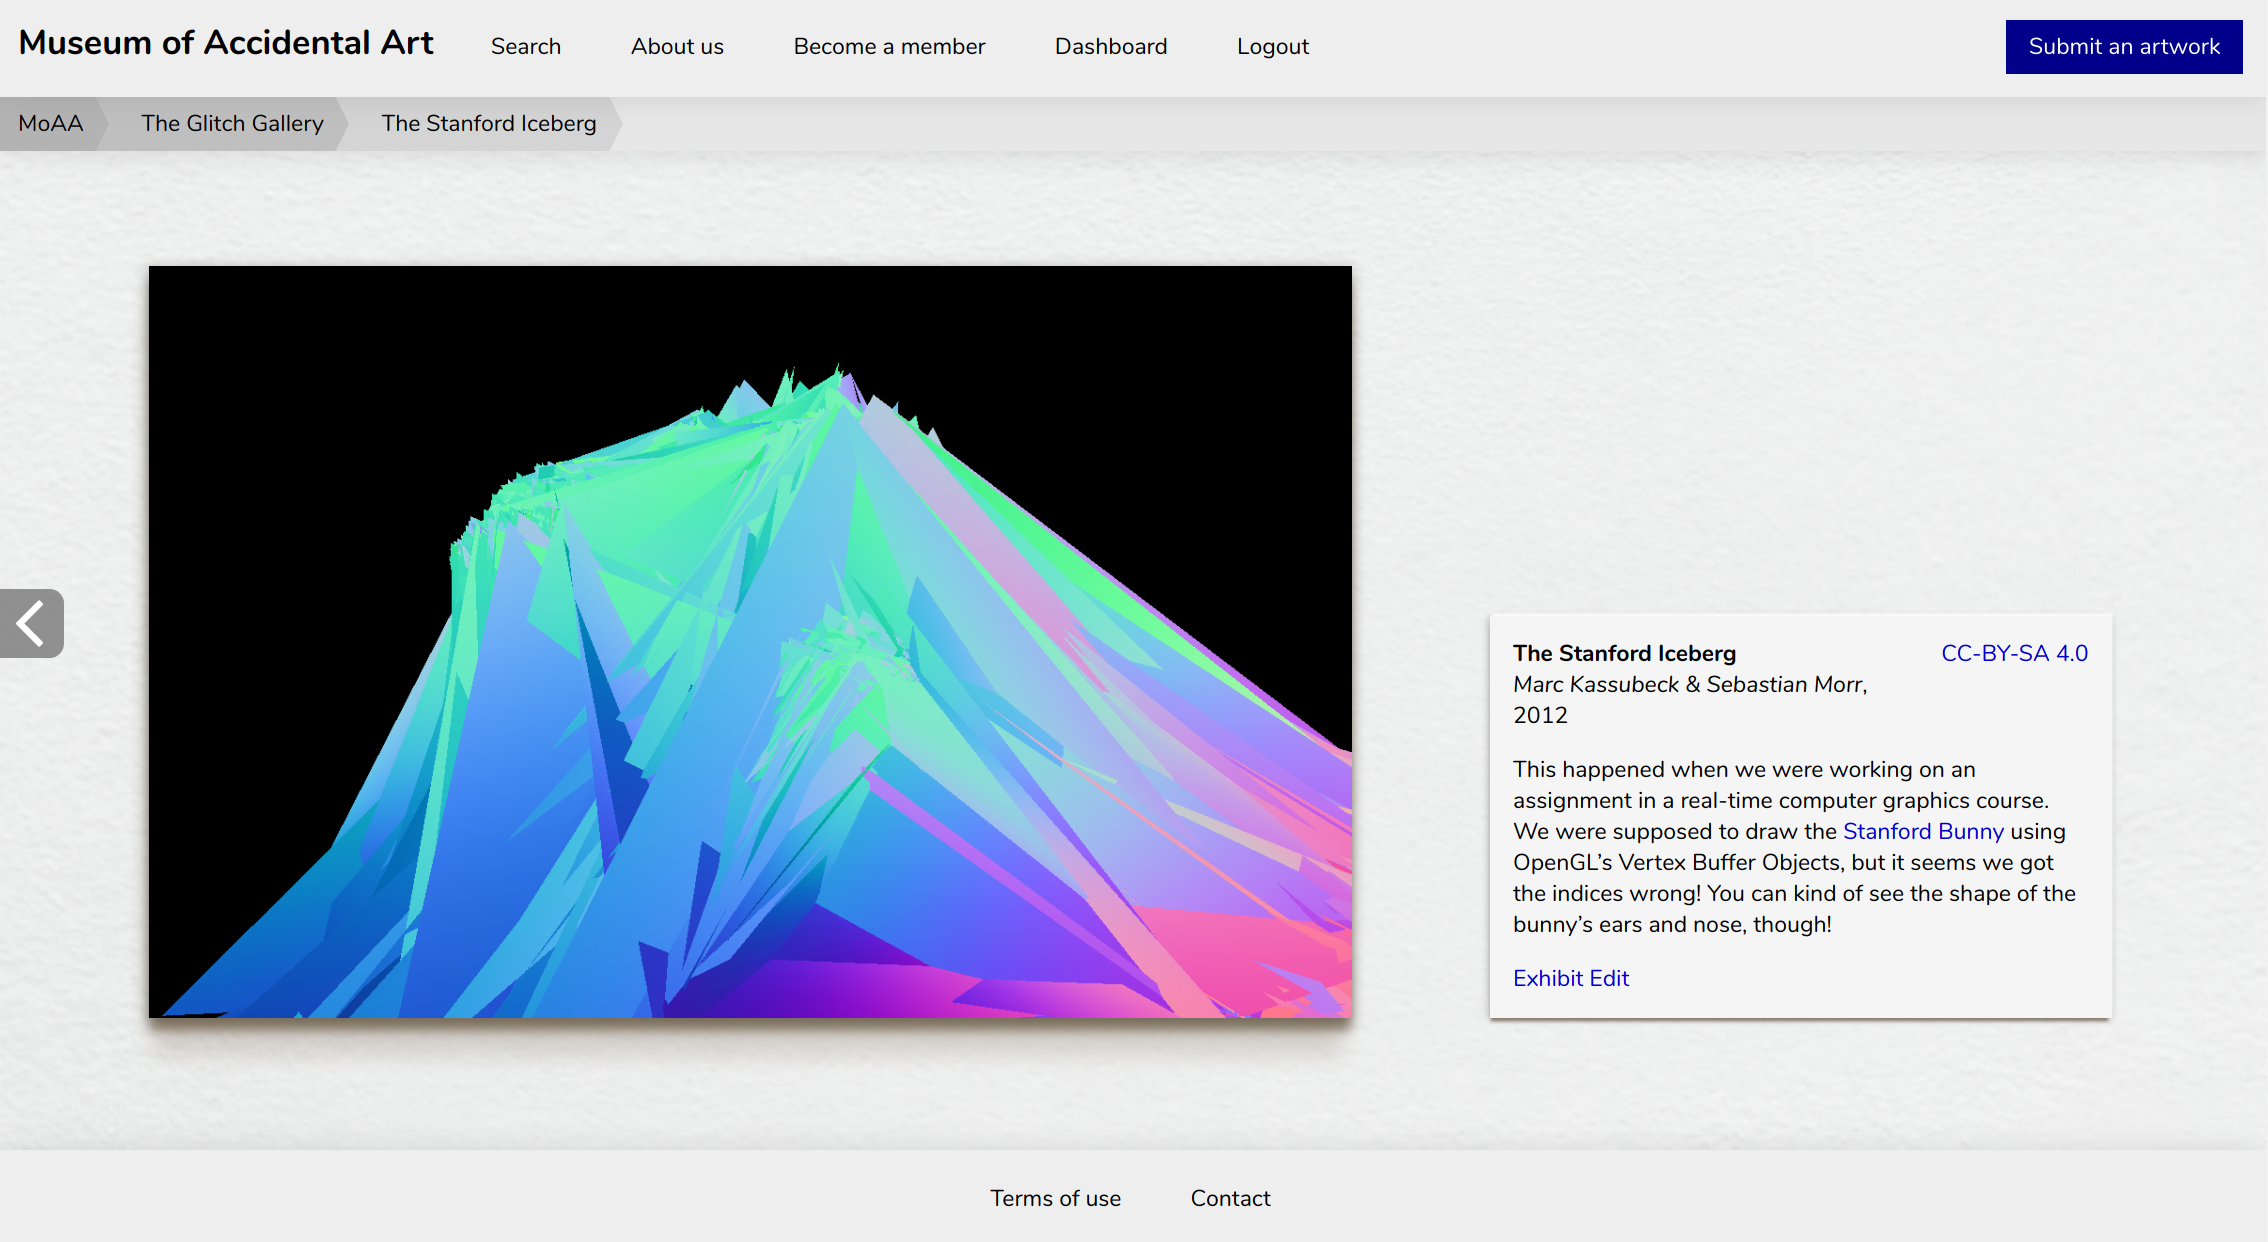 Museum of Accidental Art
Search
About us
Become a member
Dashboard
Logout
Submit an artwork
MoAA
The Glitch Gallery
The Stanford Iceberg
The Stanford Iceberg
CC-BY-SA 4.0
Marc Kassubeck & Sebastian Morr,
2012
This happened when we were working on an
assignment in a real-time computer graphics course.
We were supposed to draw the Stanford Bunny using
OpenGL’s Vertex Buffer Objects, but it seems we got
the indices wrong! You can kind of see the shape of the
bunny’s ears and nose, though!
Exhibit Edit
Terms of use
Contact